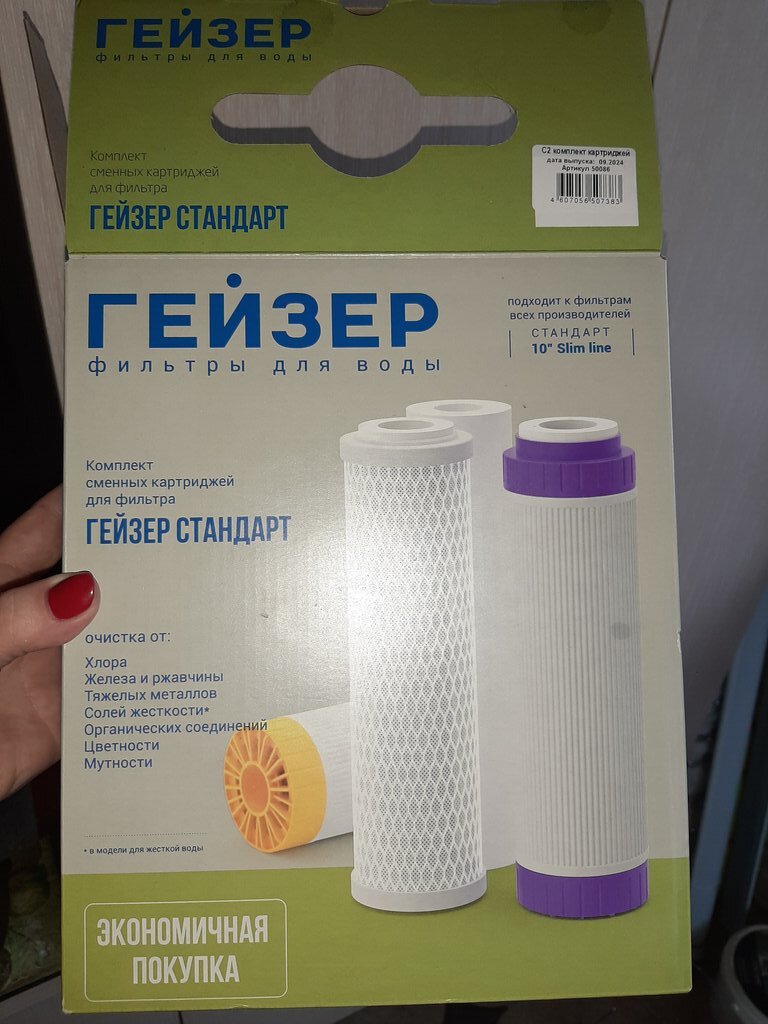 ГЕЙЗЕР
фильтры для воды
Комплект
сменных картриджей
для фильтра
ГЕЙЗЕР СТАНДАРТ
С2 комплект картриджей
дата выпуска: 09.2024
Артикул 50086
4 607056 507383
ГЕЙЗЕР
фильтры для воды
подходит к фильтрам
всех производителей
СТАНДАРТ
10" Slim line
Комплект
сменных картриджей
для фильтра
ГЕЙЗЕР СТАНДАРТ
очистка от:
Хлора
Железа и ржавчины
Тяжелых металлов
Солей жесткости*
Органических соединений
Цветности
Мутности
* в модели для жесткой воды
ЭКОНОМИЧНАЯ
ПОКУПКА